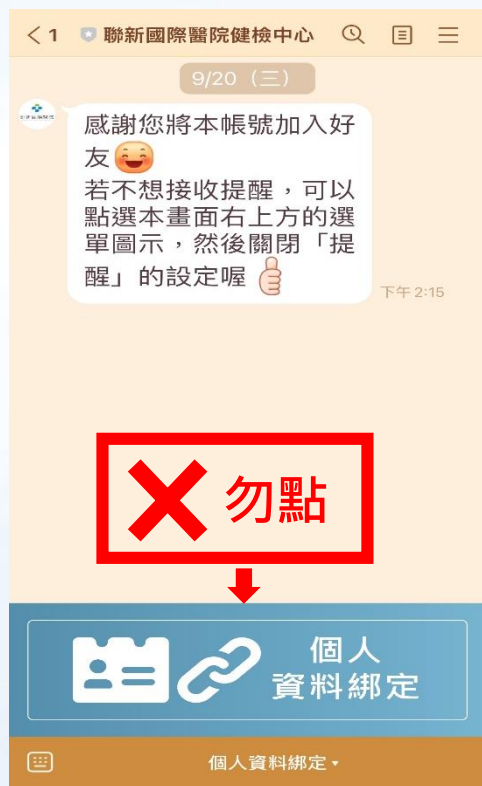 1 聯新國際醫院健檢中心
9/20（三）
感謝您將本帳號加入好
友
若不想接收提醒，可以
點選本畫面右上方的選
單圖示，然後關閉「提
醒」的設定喔
下午 2:15
勿點
個人
資料綁定
個人資料綁定